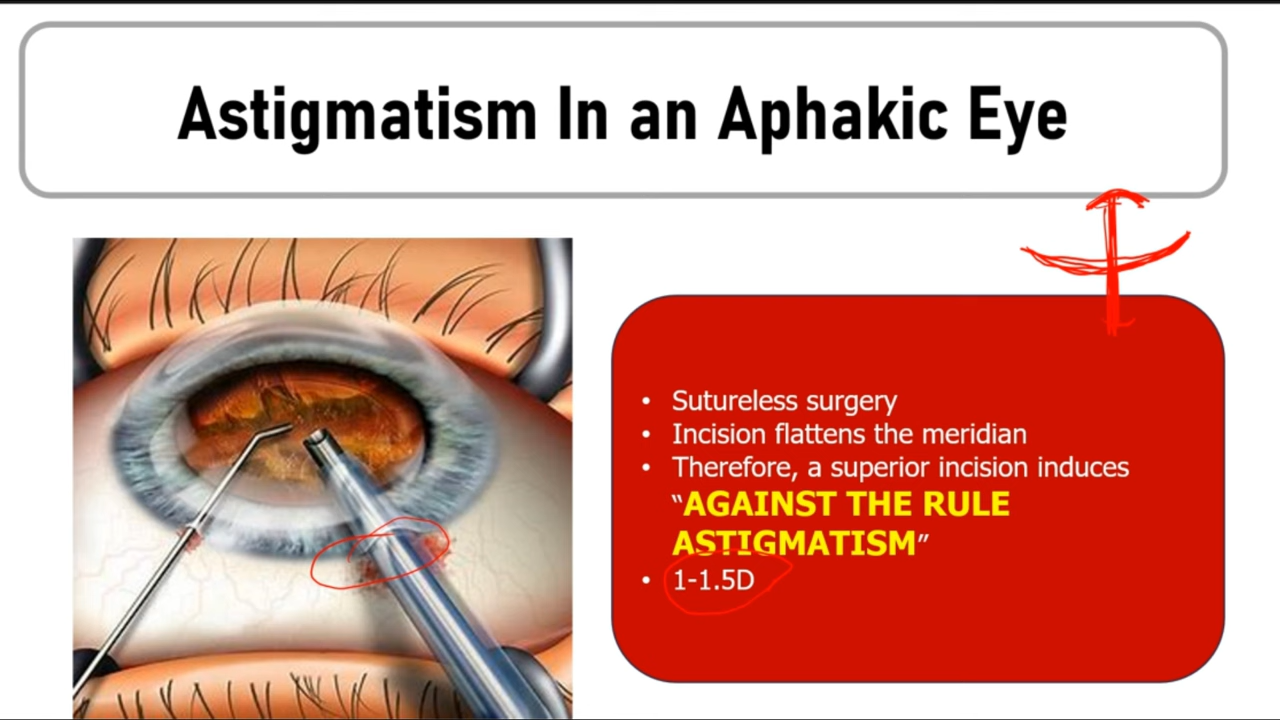 Astigmatism In an Aphakic Eye
• Sutureless surgery
• Incision flattens the meridian
• Therefore, a superior incision induces
“AGAINST THE RULE
ASTIGMATISM”
• 1-1.5D